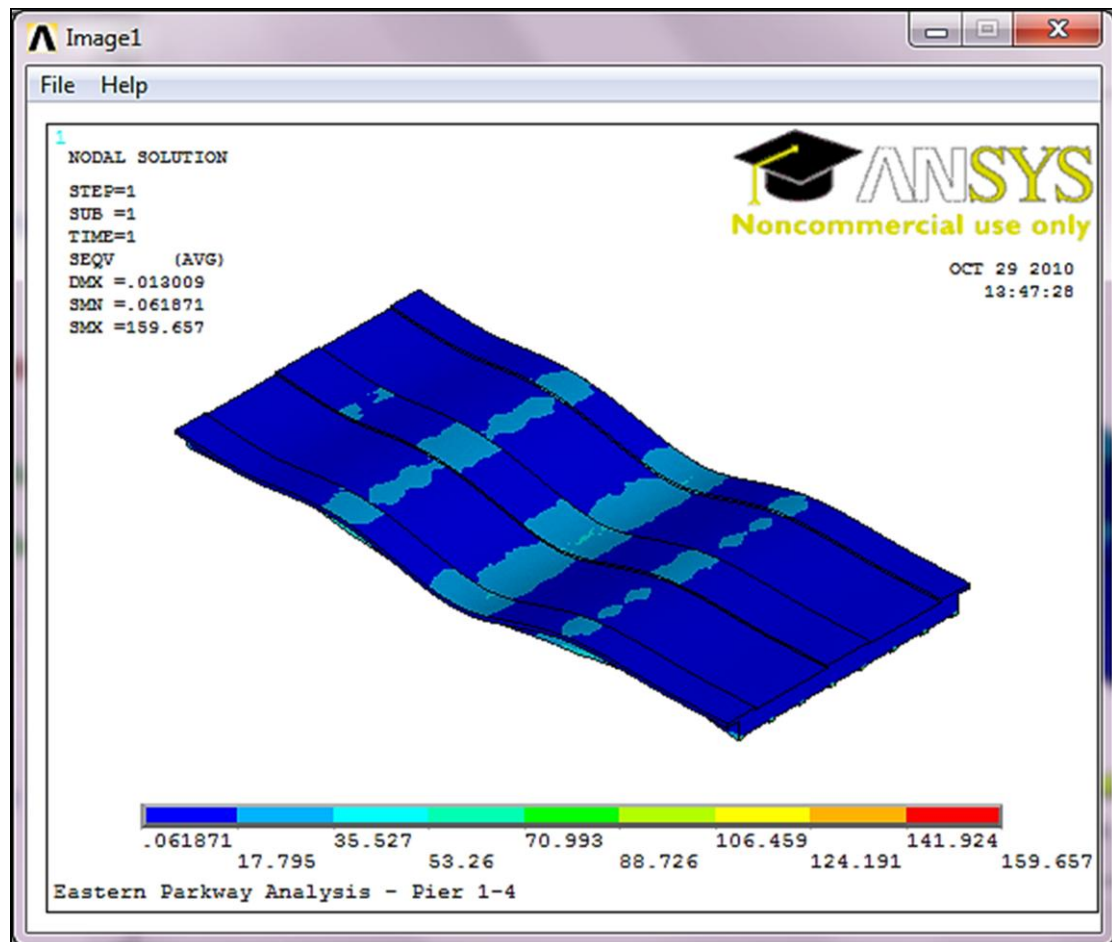 Image1
File Help
1
NODAL SOLUTION
STEP=1
SUB =1
TIME=1
SEQV (AVG)
DMX =.013009
SMN =.061871
SMX =159.657
ANSYS
Noncommercial use only
OCT 29 2010
13:47:28
.061871 35.527 70.993 106.459 141.924
17.795 53.26 88.726 124.191 159.657
Eastern Parkway Analysis - Pier 1-4